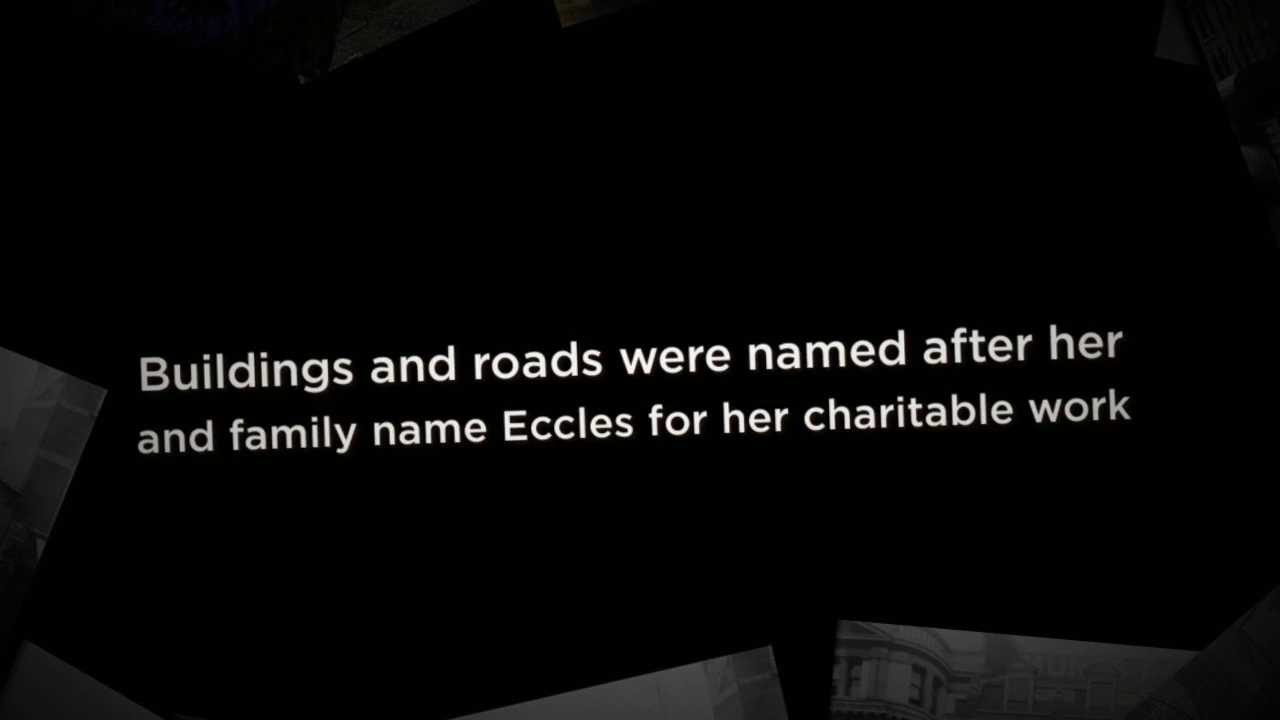 Buildings and roads were named after her
and family name Eccles for her charitable work